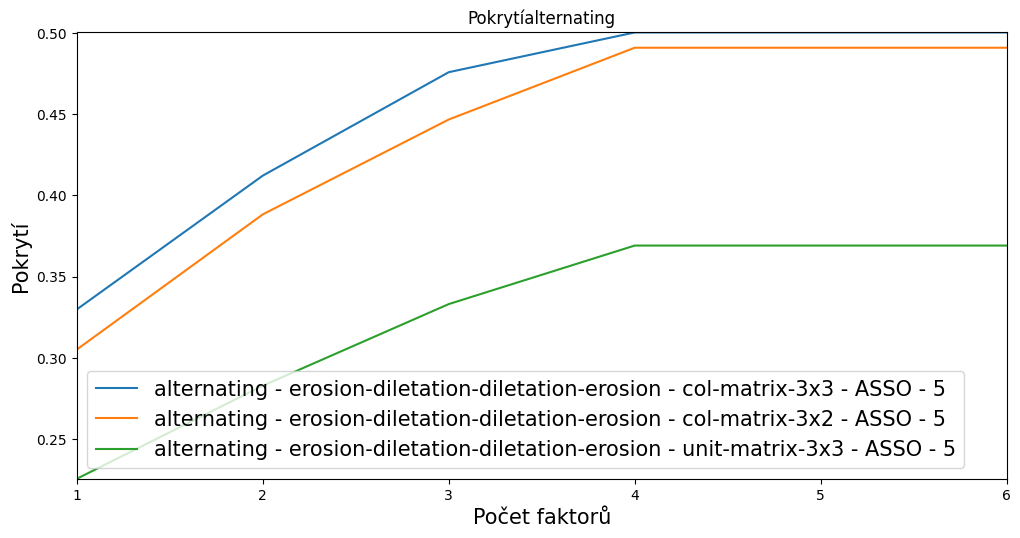 Pokrytíalternating
0.50
0.45
0.40
0.35
0.30
0.25
Pokrytí
alternating - erosion-diletation-diletation-erosion - col-matrix-3x3 - ASSO - 5
alternating - erosion-diletation-diletation-erosion - col-matrix-3x2 - ASSO - 5
alternating - erosion-diletation-diletation-erosion - unit-matrix-3x3 - ASSO - 5
1 2 3 4 5 6
Počet faktorů